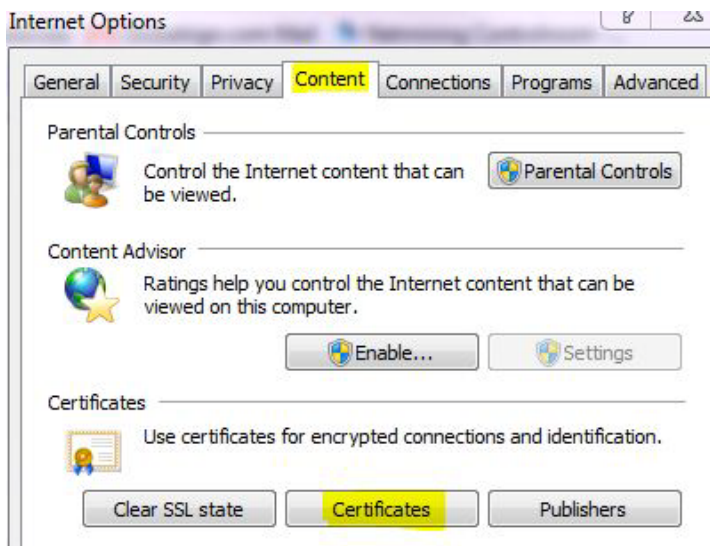 Internet Options
General Security Privacy Content Connections Programs Advanced
Parental Controls
Control the Internet content that can
be viewed.
Parental Controls
Content Advisor
Ratings help you control the Internet content that can be
viewed on this computer.
Enable... Settings
Certificates
Use certificates for encrypted connections and identification.
Clear SSL state Certificates Publishers